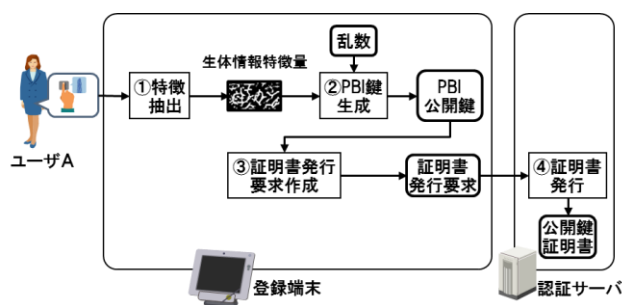 乱数
生体情報特徴量
①特徴
抽出
②PBI鍵
生成
PBI
公開鍵
ユーザA
③証明書発行
要求作成
証明書
発行要求
④証明書
発行
公開鍵
証明書
登録端末
認証サーバ